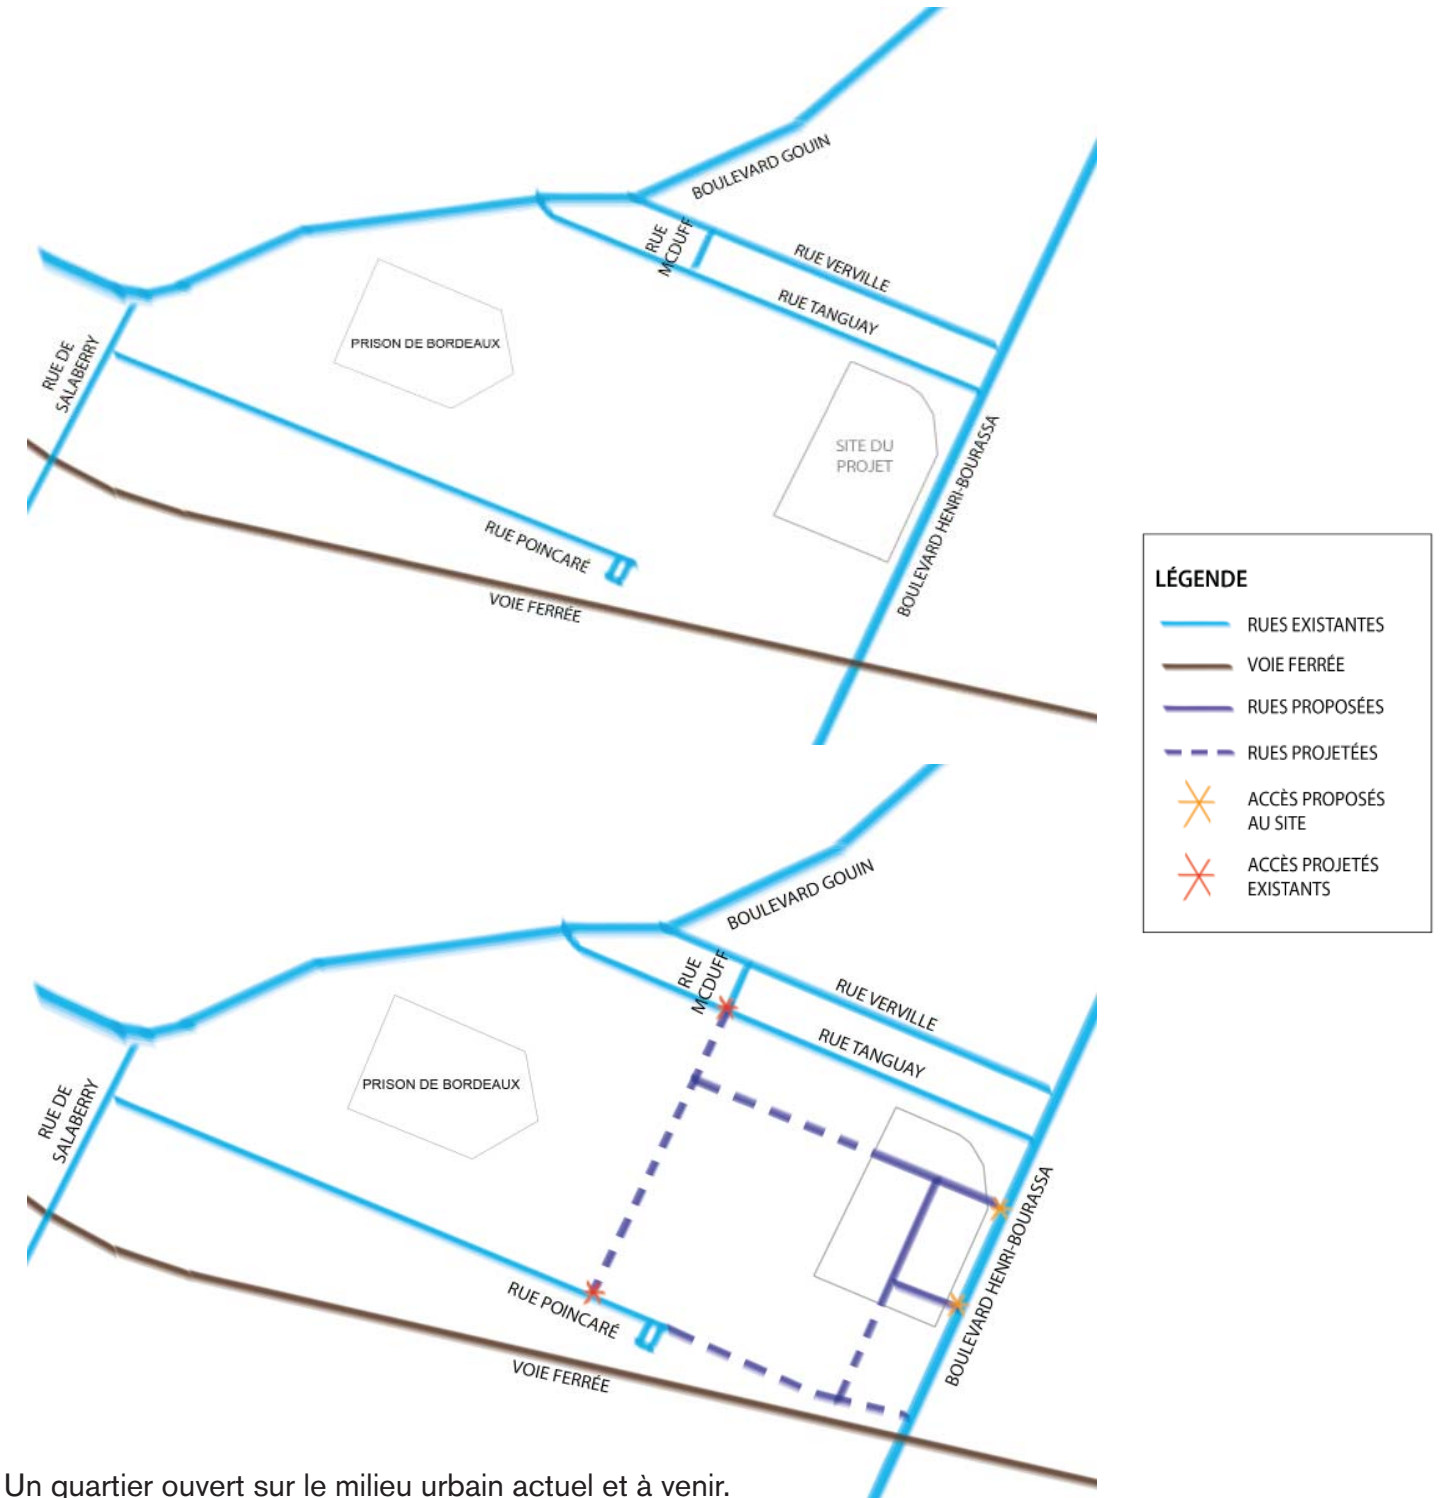 BOULEVARD GOUIN
RUE
MCDUFF
RUE VERVILLE
RUE TANGUAY
PRISON DE BORDEAUX
RUE DE
SALABERRY
SITE DU
PROJET
BOULEVARD HENRI-BOURASSA
RUE POINCARÉ
VOIE FERRÉE
LÉGENDE
RUES EXISTANTES
VOIE FERRÉE
RUES PROPOSÉES
RUES PROJETÉES
ACCÈS PROPOSÉS
AU SITE
ACCÈS PROJETÉS
EXISTANTS
BOULEVARD GOUIN
RUE
MCDUFF
RUE VERVILLE
RUE TANGUAY
PRISON DE BORDEAUX
RUE DE
SALABERRY
BOULEVARD HENRI-BOURASSA
RUE POINCARÉ
VOIE FERRÉE
Un quartier ouvert sur le milieu urbain actuel et à venir.